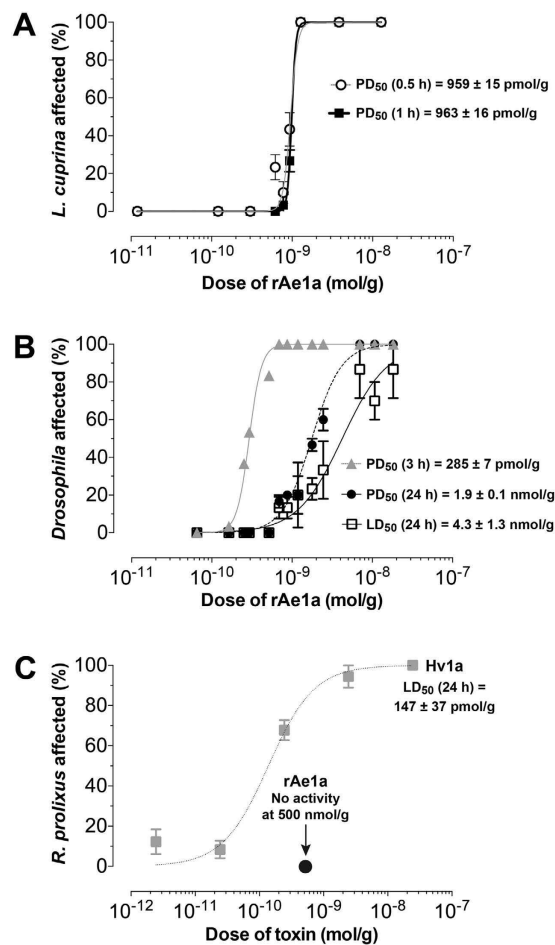 A
L. cuprina affected (%)
100
80
60
40
20
0
PD50 (0.5 h) = 959 ± 15 pmol/g
PD50 (1 h) = 963 ± 16 pmol/g
10-11 10-10 10-9 10-8 10-7
Dose of rAe1a (mol/g)
B
Drosophila affected (%)
100
80
60
40
20
0
PD50 (3 h) = 285 ± 7 pmol/g
PD50 (24 h) = 1.9 ± 0.1 nmol/g
LD50 (24 h) = 4.3 ± 1.3 nmol/g
10-11 10-10 10-9 10-8 10-7
Dose of rAe1a (mol/g)
C
R. prolixus affected (%)
100
80
60
40
20
0
Hv1a
LD50 (24 h) =
147 ± 37 pmol/g
rAe1a
No activity
at 500 nmol/g
10-12 10-11 10-10 10-9 10-8 10-7
Dose of toxin (mol/g)